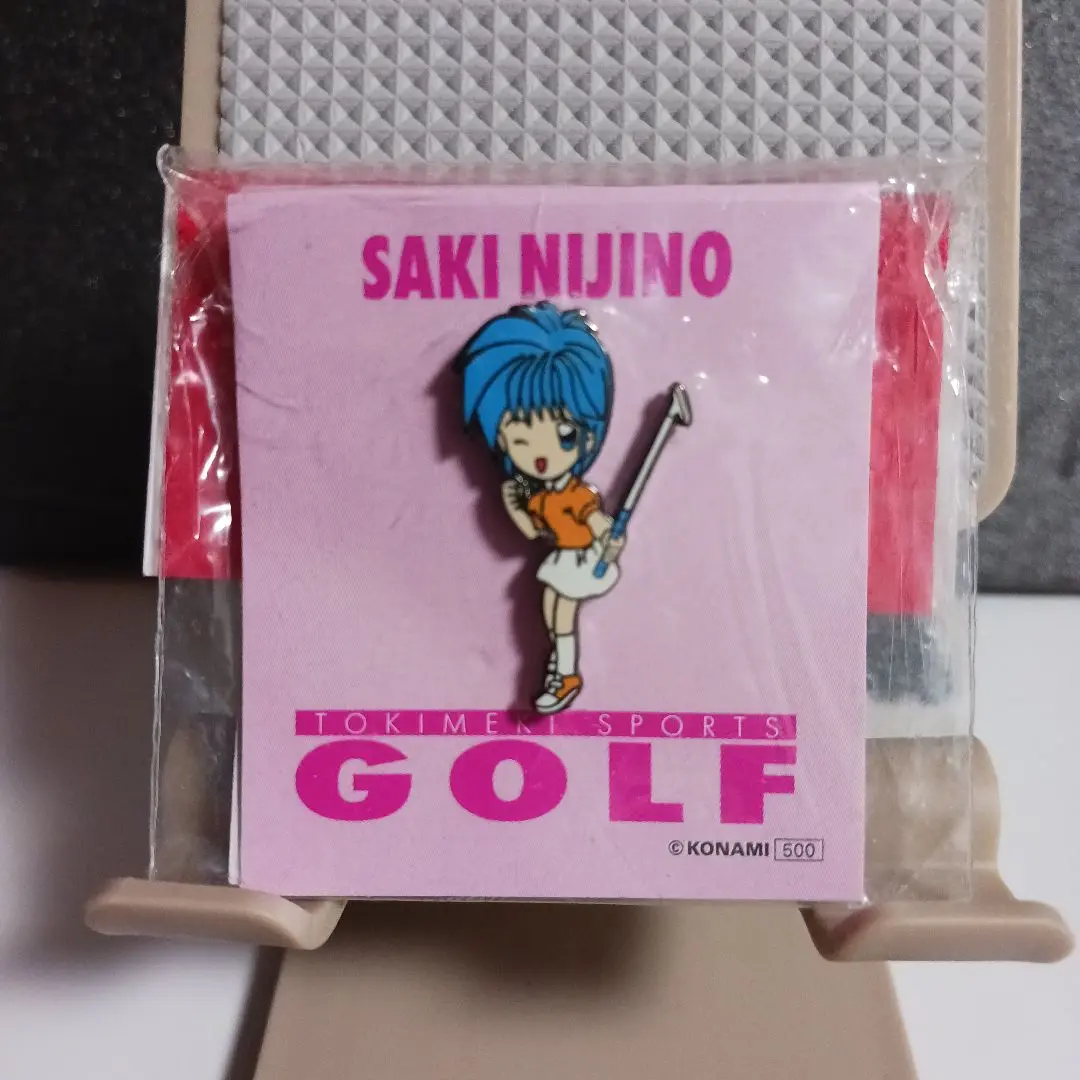 SAKI NIJINO
TOKIMEKI SPORTS
GOLF
©KONAMI 500